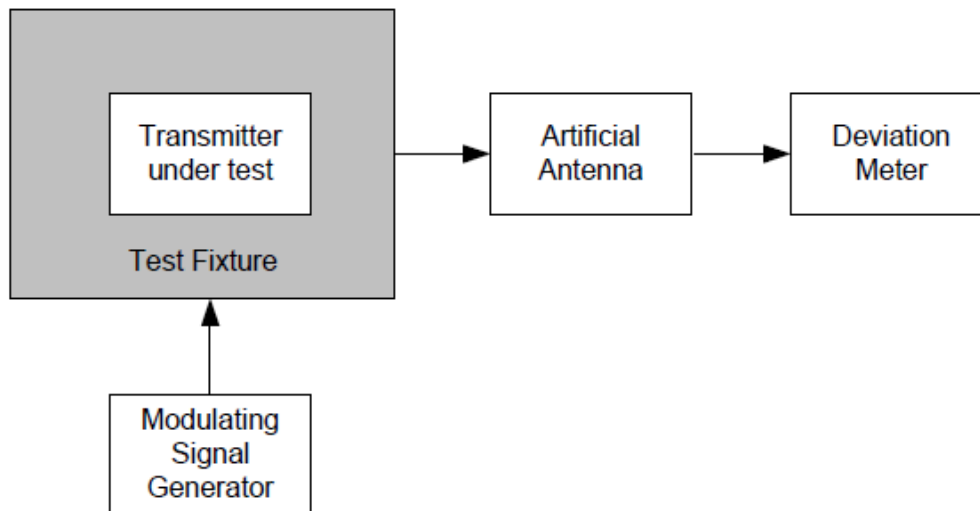 Transmitter
under test
Test Fixture
Artificial
Antenna
Deviation
Meter
Modulating
Signal
Generator